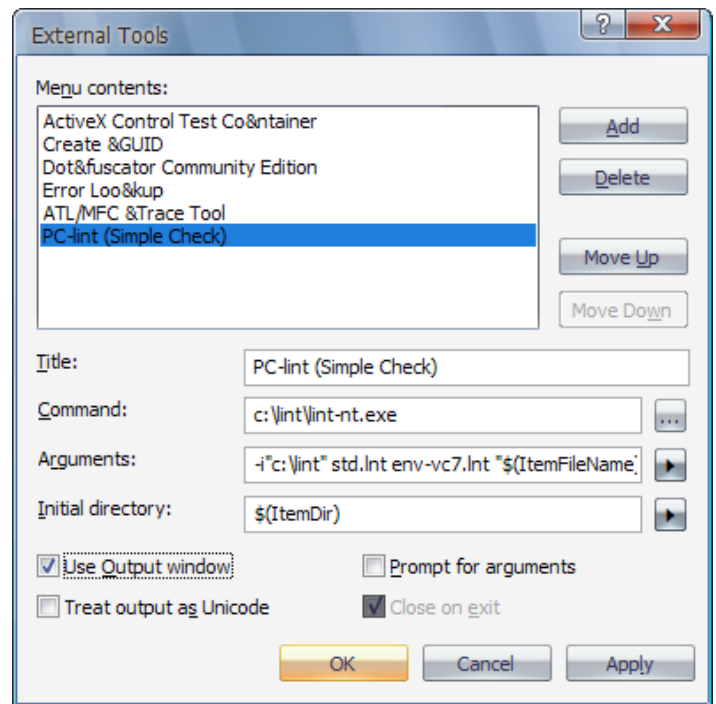 External Tools
Menu contents:
ActiveX Control Test Co&ntainer
Create &GUID
Dot&fuscator Community Edition
Error Loo&kup
ATL/MFC &Trace Tool
PC-lint (Simple Check)
Add
Delete
Move Up
Move Down
Title:
PC-lint (Simple Check)
Command:
c:\lint\lint-nt.exe
...
Arguments:
-i"c:\lint" std.lnt env-vc7.lnt "$(ItemFileName)
Initial directory:
$(ItemDir)
Use Output window
Prompt for arguments
Treat output as Unicode
Close on exit
OK
Cancel
Apply